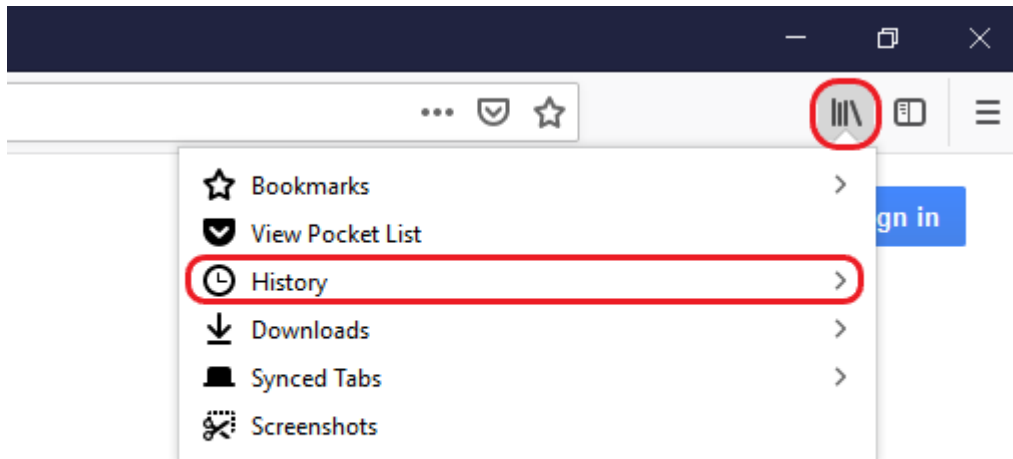 gn in
Bookmarks
View Pocket List
History
Downloads
Synced Tabs
Screenshots